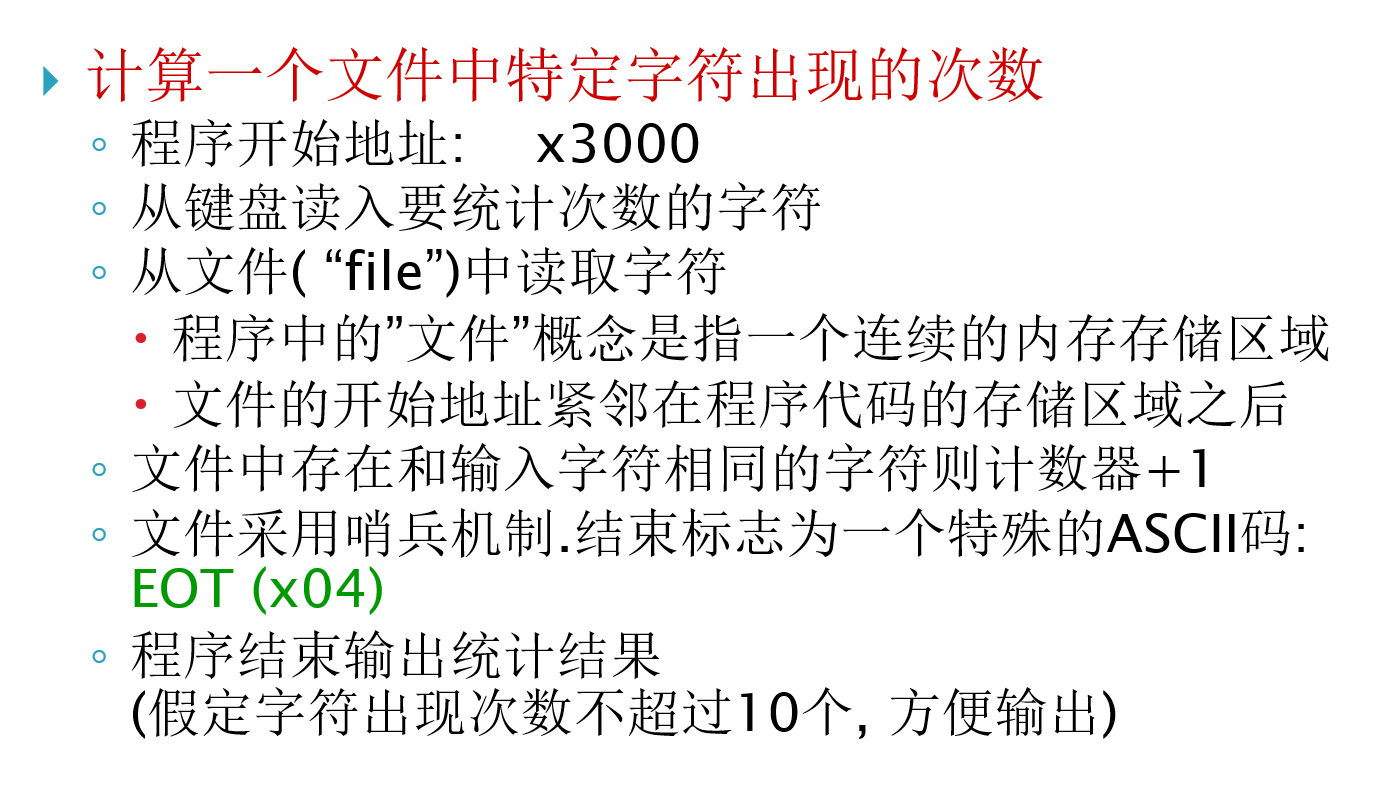 计算一个文件中特定字符出现的次数
程序开始地址: x3000
从键盘读入要统计次数的字符
从文件( “file”)中读取字符
程序中的”文件”概念是指一个连续的内存存储区域
文件的开始地址紧邻在程序代码的存储区域之后
文件中存在和输入字符相同的字符则计数器+1
文件采用哨兵机制.结束标志为一个特殊的ASCII码:
EOT (x04)
程序结束输出统计结果
(假定字符出现次数不超过10个, 方便输出)